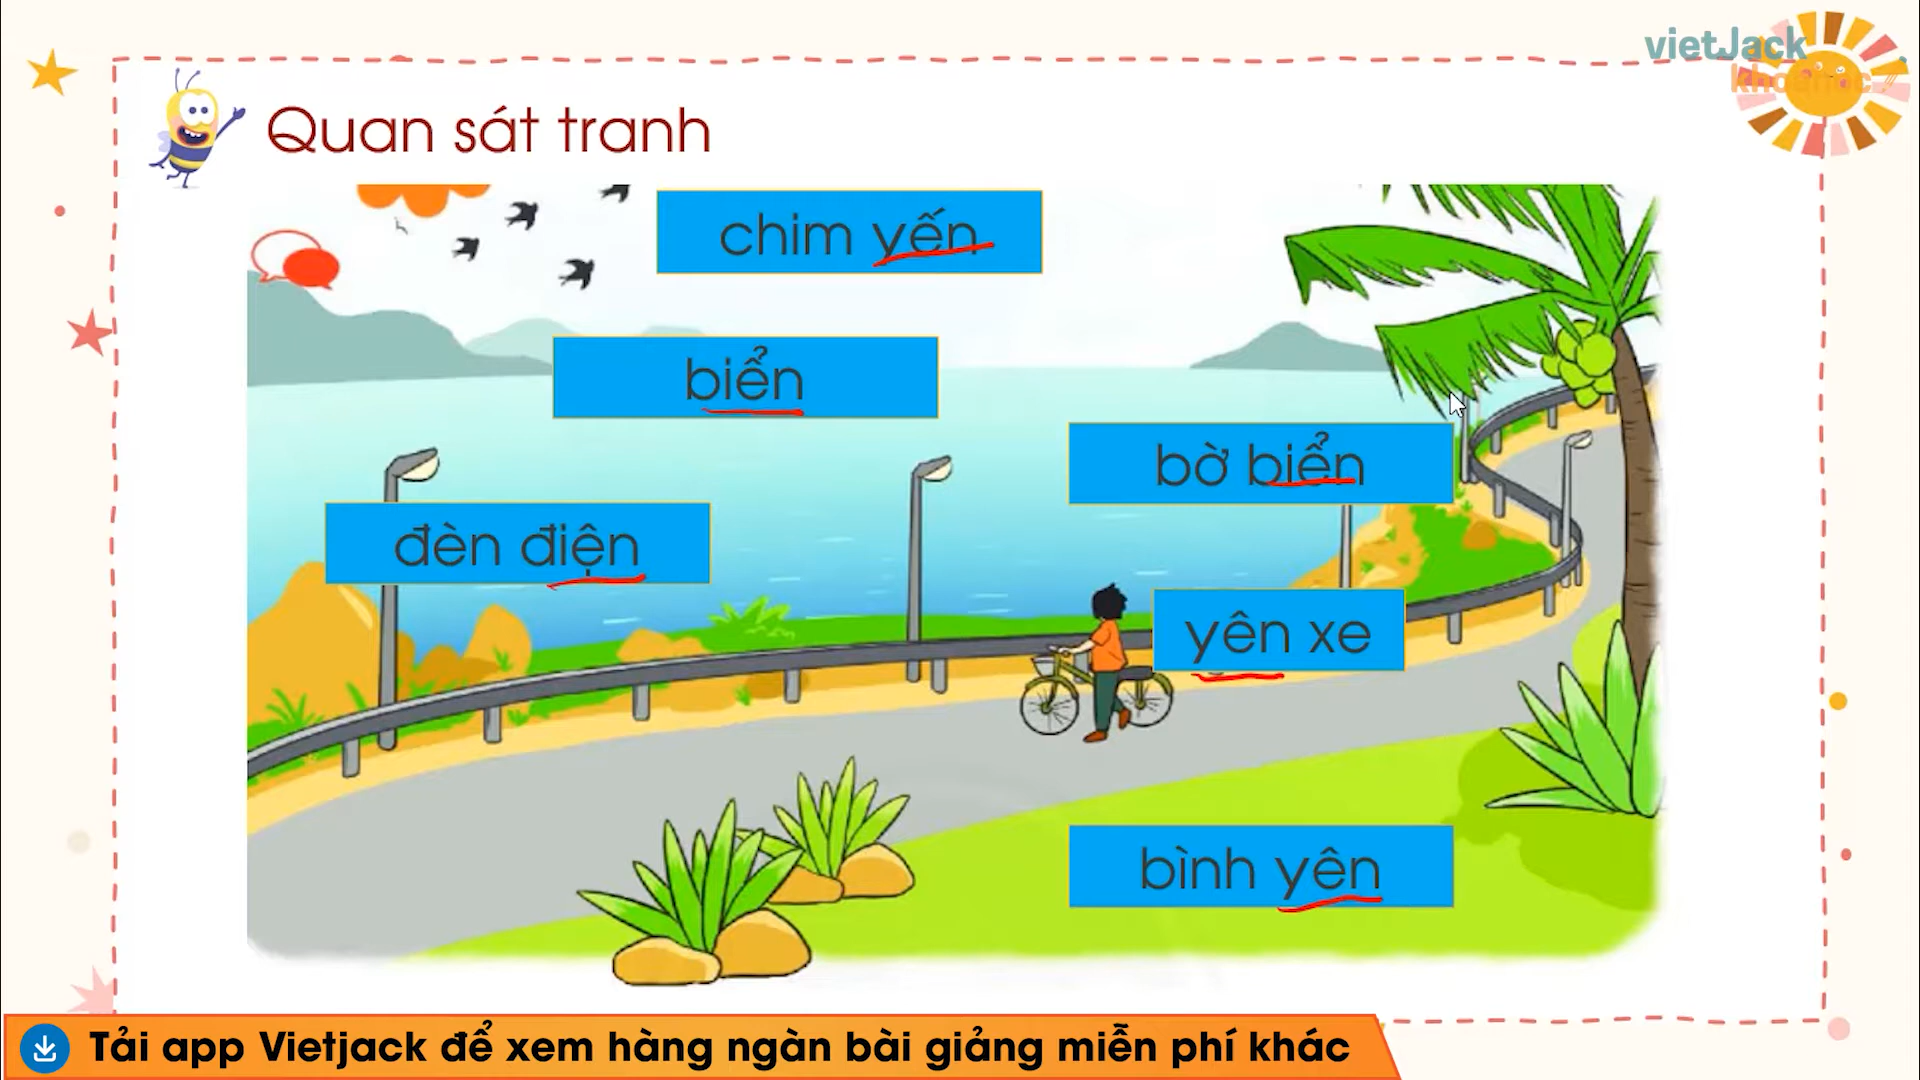 vietJack
khoahoc
Quan sát tranh
chim yến
biển
bờ biển
đèn điện
yên xe
bình yên
Tải app Vietjack để xem hàng ngàn bài giảng miễn phí khác